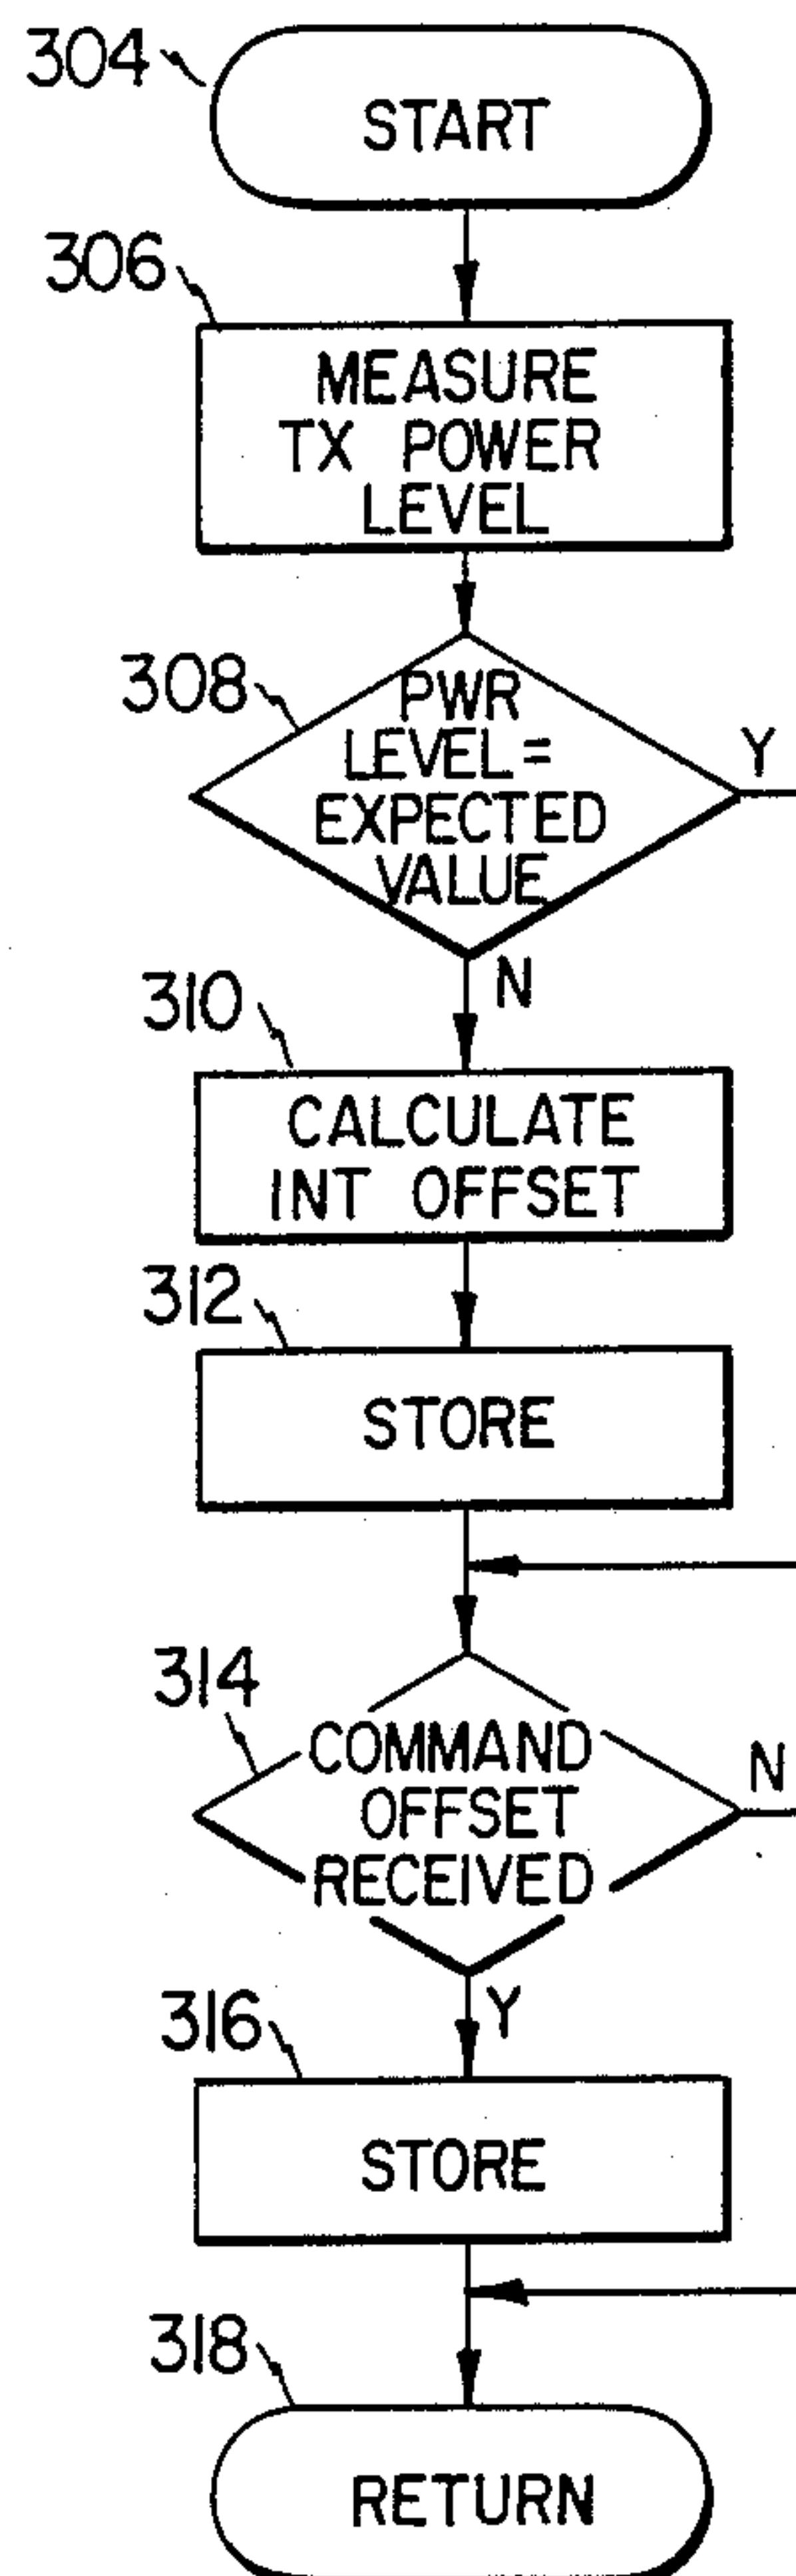 304
START
306
MEASURE
TX POWER
LEVEL
308
PWR
LEVEL =
EXPECTED
VALUE
Y
N
310
CALCULATE
INT OFFSET
312
STORE
314
COMMAND
OFFSET
RECEIVED
N
Y
316
STORE
318
RETURN